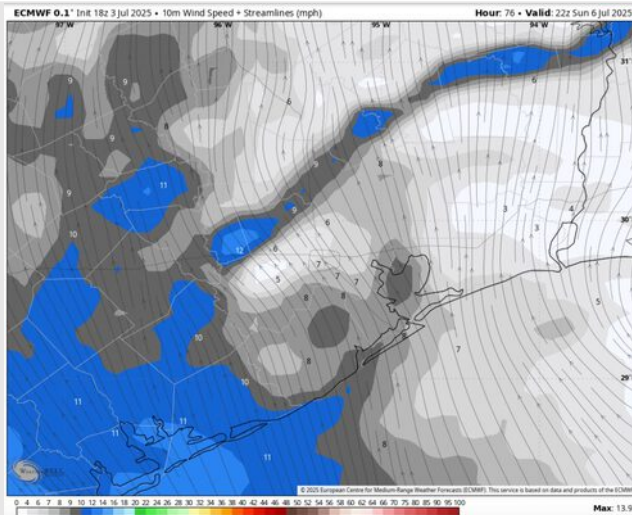 ECMWF 0.1° Init 18z 3 Jul 2025 • 10m Wind Speed + Streamlines (mph) Hour: 76 • Valid: 22z Sun 6 Jul 2025
97°W 96°W 95°W 94°W
31°
9 9 6 6
8
9
9 8
11
9
9 3 4
30°
10 6 3
12 6
7
5 7 7
8 8 5
10
8 7
29°
10
11
11 11
8
11
© 2025 European Centre for Medium-Range Weather Forecasts (ECMWF). This service is based on data and products of the ECMWF
0 4 5 6 7 8 9 10 12 14 16 18 20 22 24 26 28 30 32 34 36 38 40 42 44 46 48 50 52 54 56 58 60 62 64 66 70 75 80 85 90 95 100
Max: 13.9